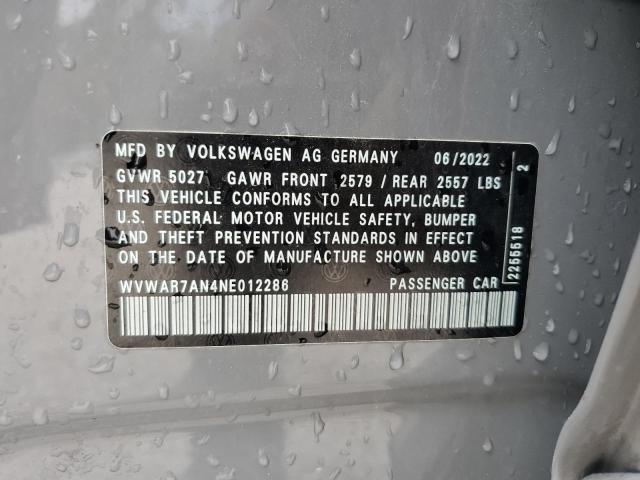 MFD BY VOLKSWAGEN AG GERMANY 06/2022
GVWR 5027 GAWR FRONT 2579 / REAR 2557 LBS
THIS VEHICLE CONFORMS TO ALL APPLICABLE
U.S. FEDERAL MOTOR VEHICLE SAFETY, BUMPER
AND THEFT PREVENTION STANDARDS IN EFFECT
ON THE DATE OF MANUFACTURE SHOWN ABOVE
WVWAR7AN4NE012286 PASSENGER CAR
2255518 2